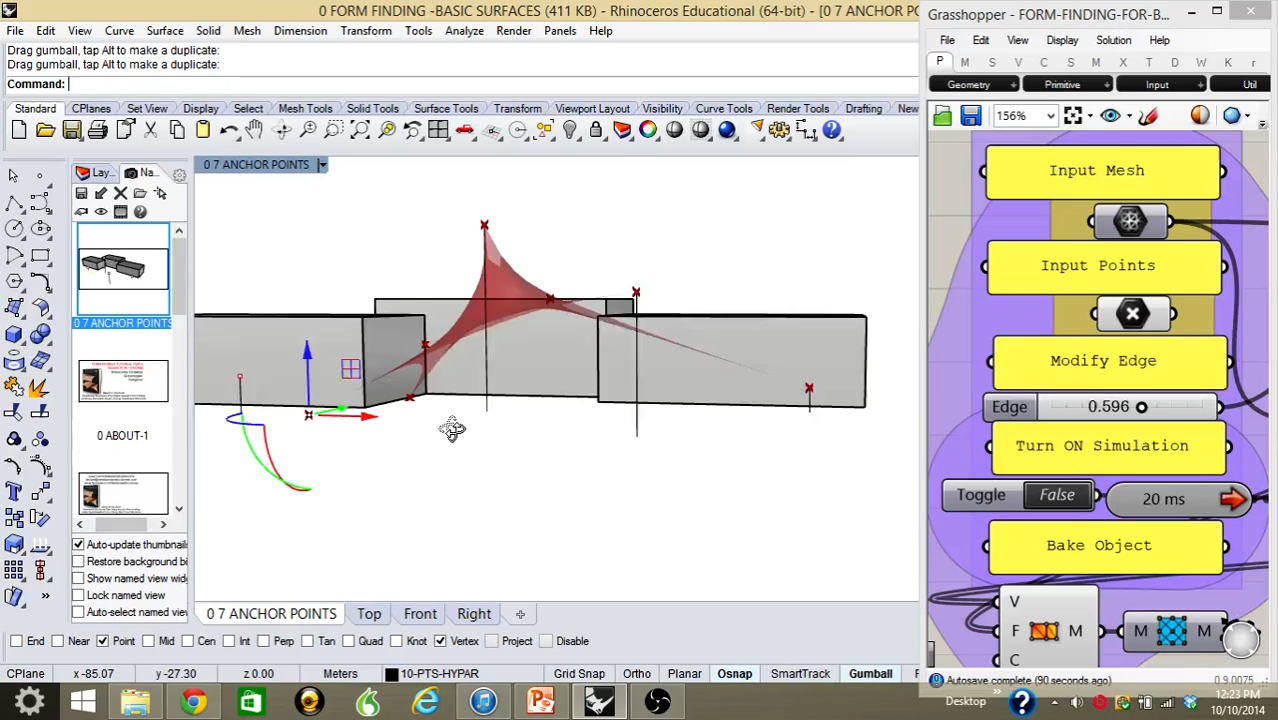 0 FORM FINDING -BASIC SURFACES (411 KB) - Rhinoceros Educational (64-bit) - [0 7 ANCHOR
File Edit View Curve Surface Solid Mesh Dimension Transform Tools Analyze Render Panels Help
Drag gumball, tap Alt to make a duplicate:
Drag gumball, tap Alt to make a duplicate:
Command:
Standard CPlanes Set View Display Select Mesh Tools Solid Tools Surface Tools Transform Viewport Layout Visibility Curve Tools Render Tools Drafting New
Lay... Na...
0 7 ANCHOR POINTS
0 7 ANCHOR POINTS
0 ABOUT-1
Auto-update thumbnails
Restore background bi
Show named view wid
Lock named view
Auto-select named vie
0 7 ANCHOR POINTS Top Front Right
End Near Point Mid Cen Int Perp Tan Quad Knot Vertex Project Disable
CPlane x -85.07 y -27.30 z 0.00 Meters 10-PTS-HYPAR Grid Snap Ortho Planar Osnap SmartTrack Gumball
Grasshopper - FORM-FINDING-FOR-B...
File Edit View Display Solution Help
P M S V C S M X T D W K r
Geometry Primitive Input Util
156%
Input Mesh
Input Points
Modify Edge
Edge 0.596
Turn ON Simulation
Toggle False 20 ms
Bake Object
V
F M M M
C
Autosave complete (90 seconds ago) 0.9.0075
Desktop
12:23 PM
10/10/2014